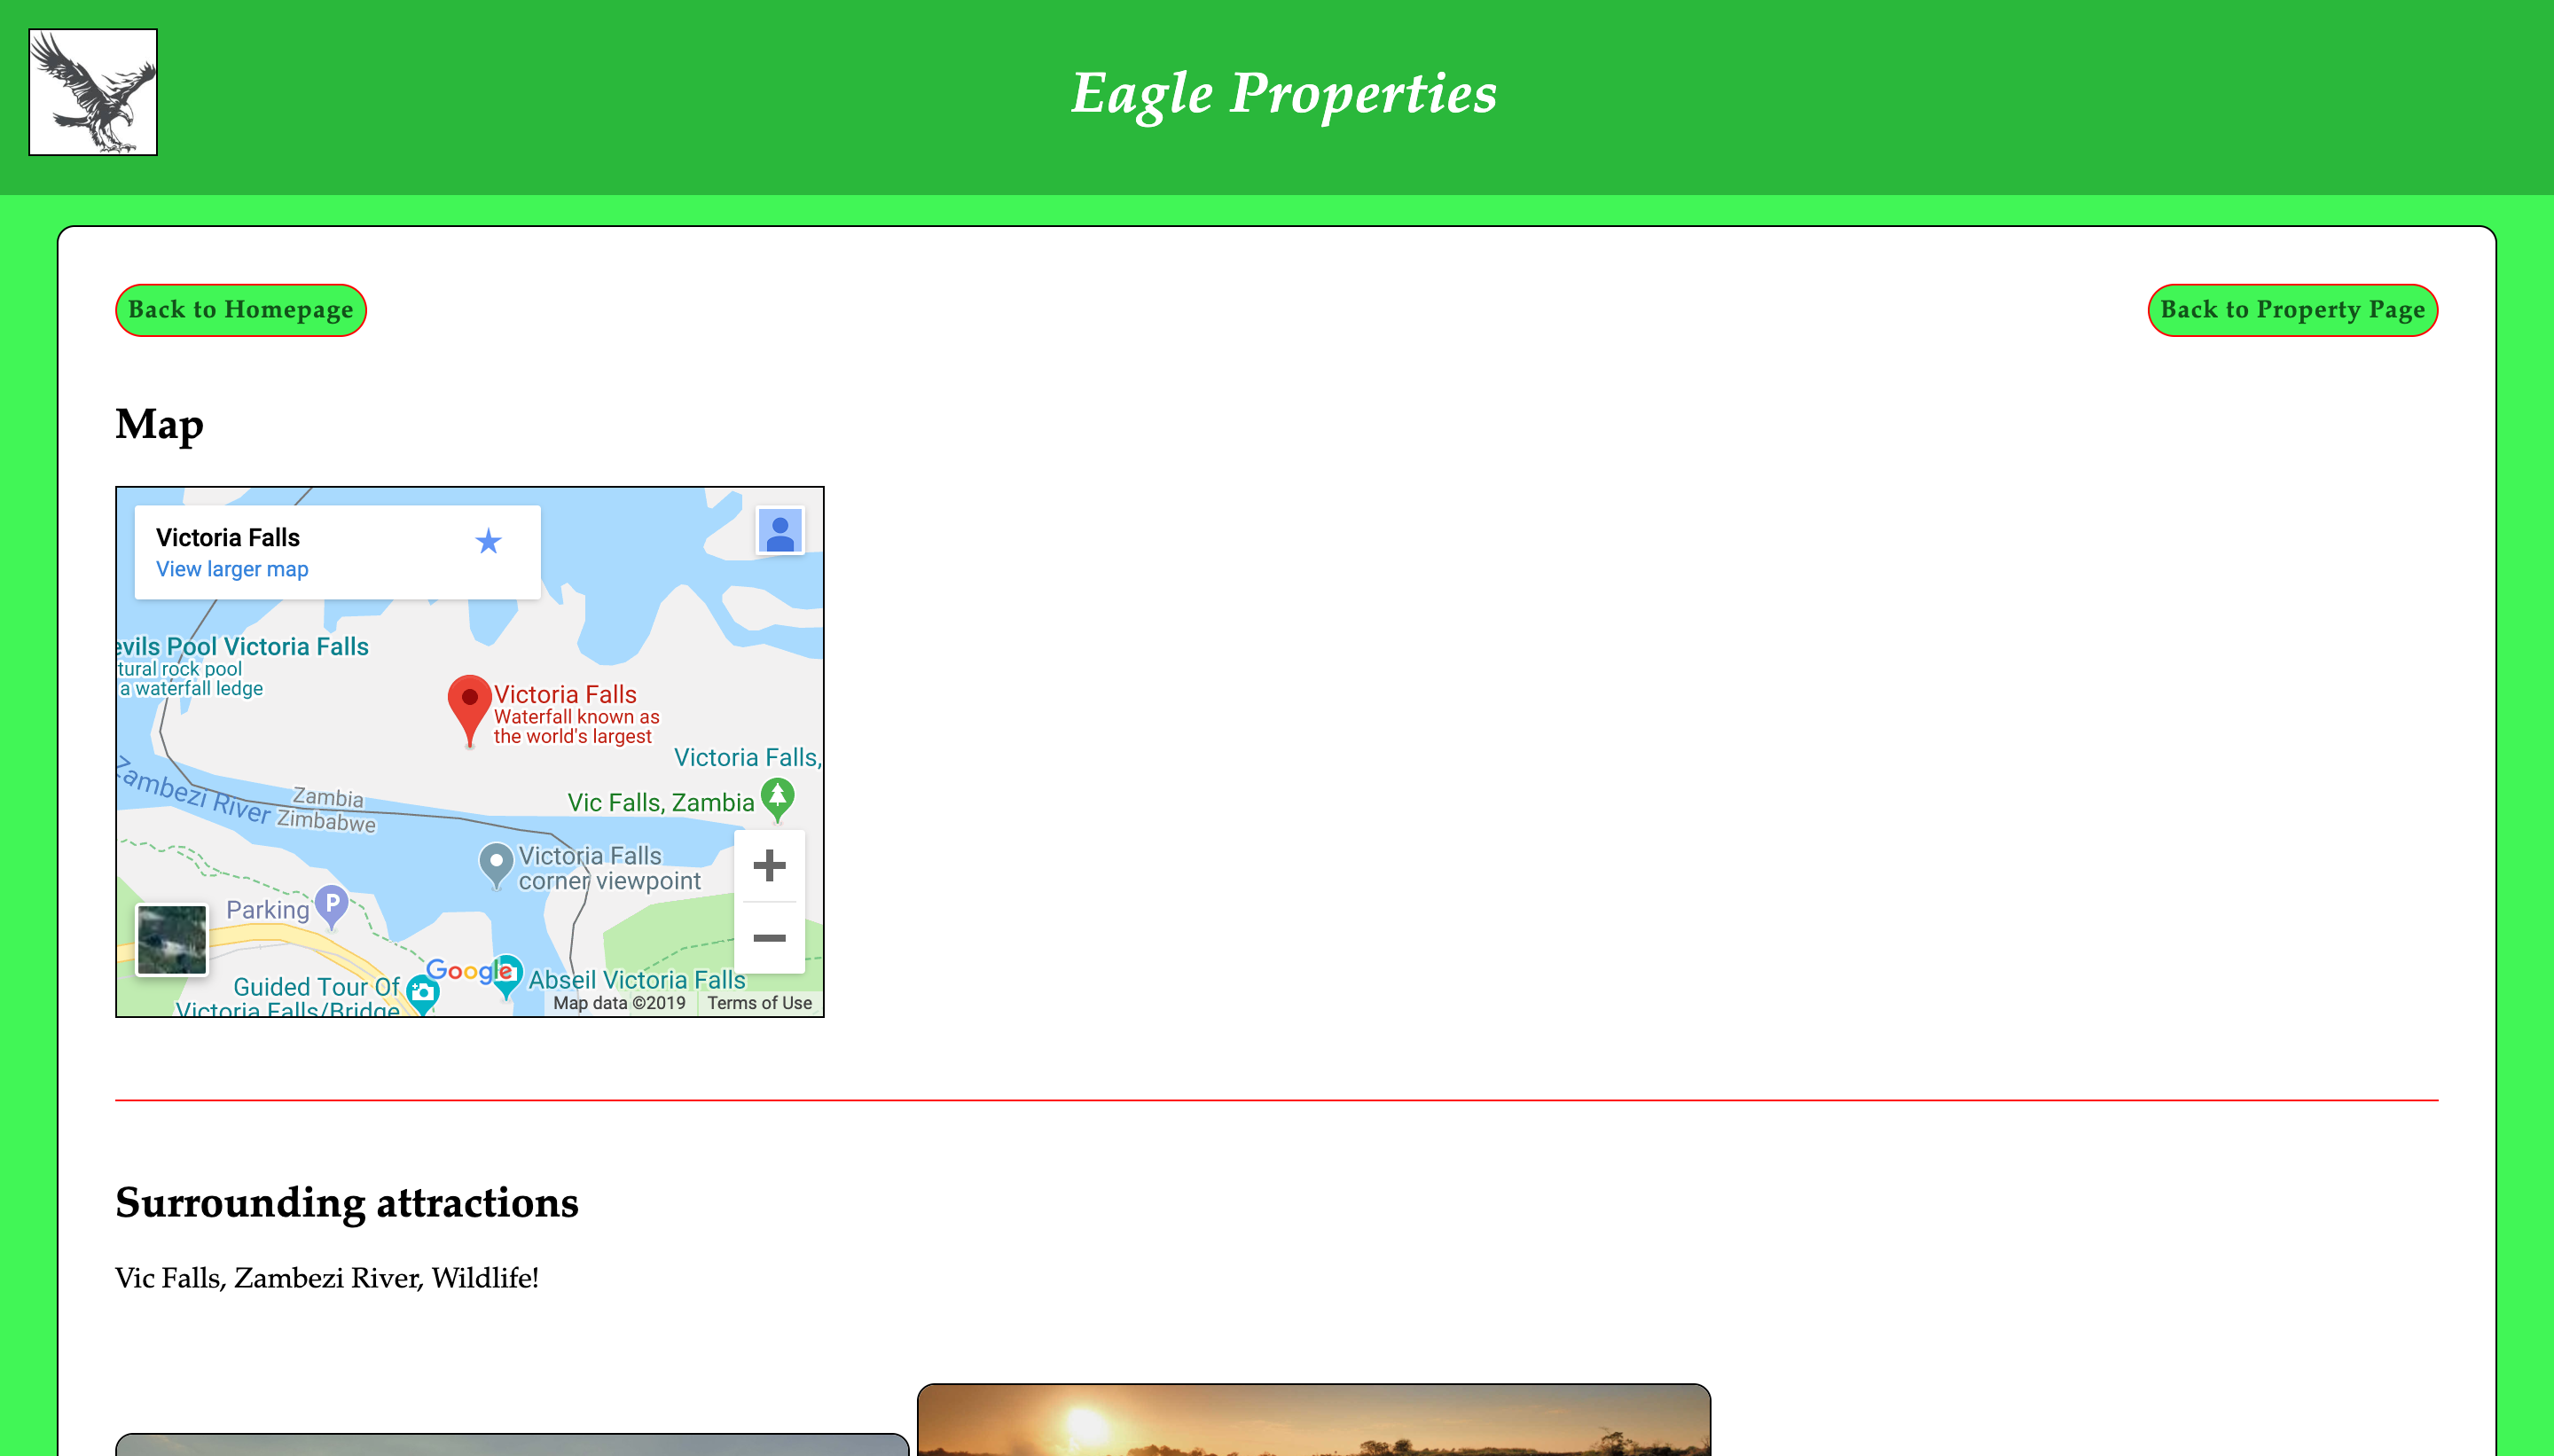 Eagle Properties
Back to Homepage
Back to Property Page
Map
Victoria Falls
View larger map
evils Pool Victoria Falls
tural rock pool
a waterfall ledge
Victoria Falls
Waterfall known as
the world's largest
Victoria Falls,
Zambezi River
Zambia
Zimbabwe
Vic Falls, Zambia
Victoria Falls
corner viewpoint
Parking
P
Google
Abseil Victoria Falls
Guided Tour Of
Victoria Falls/Bridge
Map data ©2019
Terms of Use
Surrounding attractions
Vic Falls, Zambezi River, Wildlife!